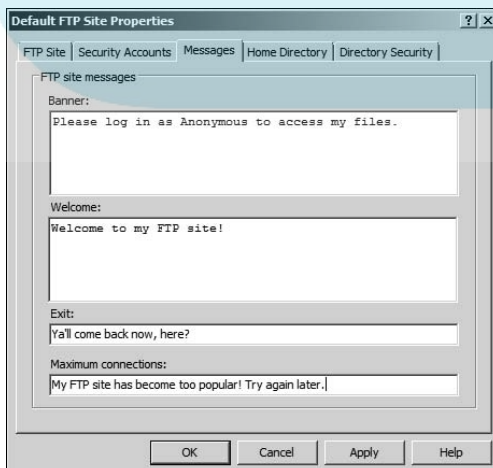 Default FTP Site Properties
? X
FTP Site Security Accounts Messages Home Directory Directory Security
FTP site messages
Banner:
Please log in as Anonymous to access my files.
Welcome:
Welcome to my FTP site!
Exit:
Ya'll come back now, here?
Maximum connections:
My FTP site has become too popular! Try again later.
OK Cancel Apply Help